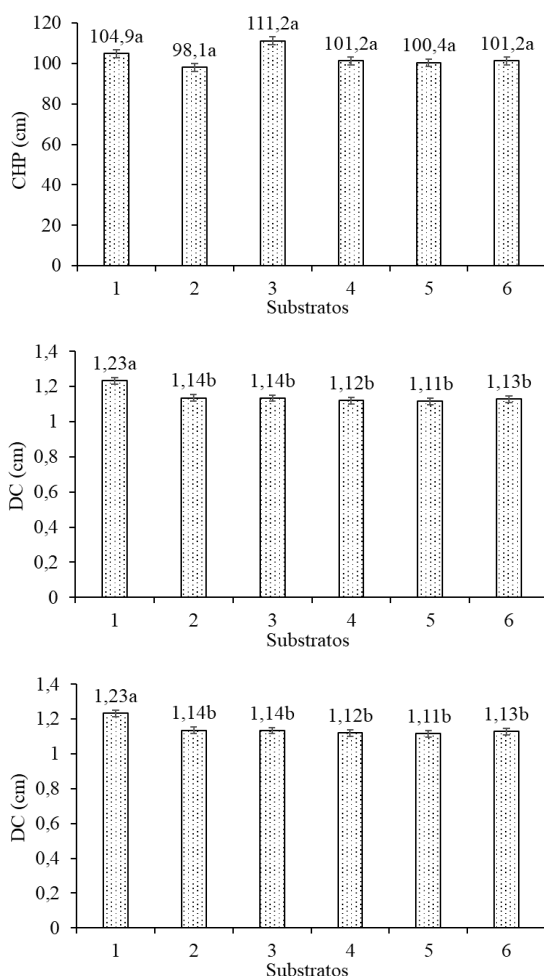 120
100
80
60
40
20
0
CHP (cm)
104,9a 98,1a 111,2a 101,2a 100,4a 101,2a
1 2 3 4 5 6
Substratos
1,4
1,2
1
0,8
0,6
0,4
0,2
0
DC (cm)
1,23a 1,14b 1,14b 1,12b 1,11b 1,13b
1 2 3 4 5 6
Substratos
1,4
1,2
1
0,8
0,6
0,4
0,2
0
DC (cm)
1,23a 1,14b 1,14b 1,12b 1,11b 1,13b
1 2 3 4 5 6
Substratos